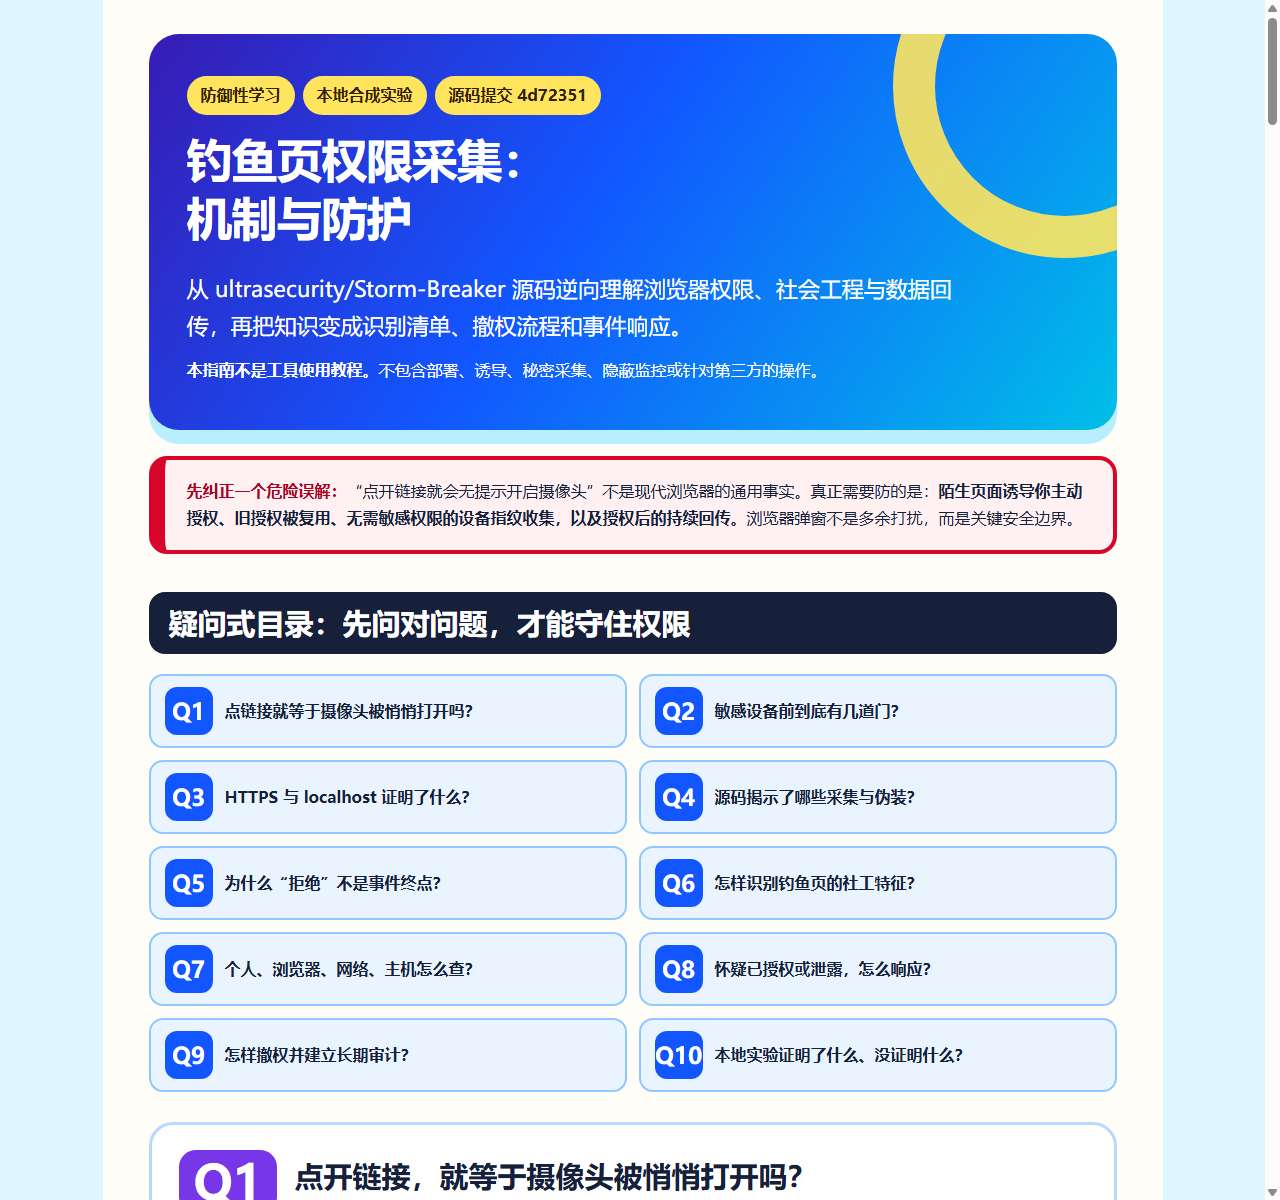 防御性学习
本地合成实验
源码提交 4d72351
钓鱼页权限采集：
机制与防护
从 ultrasecurity/Storm-Breaker 源码逆向理解浏览器权限、社会工程与数据回
传，再把知识变成识别清单、撤权流程和事件响应。
本指南不是工具使用教程。不包含部署、诱导、秘密采集、隐蔽监控或针对第三方的操作。
先纠正一个危险误解：“点开链接就会无提示开启摄像头”不是现代浏览器的通用事实。真正需要防的是：陌生页面诱导你主动
授权、旧授权被复用、无需敏感权限的设备指纹收集，以及授权后的持续回传。浏览器弹窗不是多余打扰，而是关键安全边界。
疑问式目录：先问对问题，才能守住权限
Q1 点链接就等于摄像头被悄悄打开吗？
Q2 敏感设备前到底有几道门？
Q3 HTTPS 与 localhost 证明了什么？
Q4 源码揭示了哪些采集与伪装？
Q5 为什么“拒绝”不是事件终点？
Q6 怎样识别钓鱼页的社工特征？
Q7 个人、浏览器、网络、主机怎么查？
Q8 怀疑已授权或泄露，怎么响应？
Q9 怎样撤权并建立长期审计？
Q10 本地实验证明了什么、没证明什么？
Q1 点开链接，就等于摄像头被悄悄打开吗？